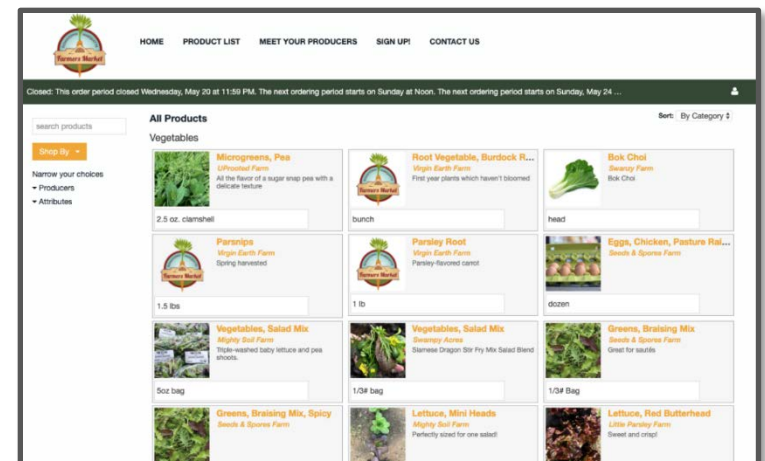 Farmers Market
HOME PRODUCT LIST MEET YOUR PRODUCERS SIGN UP! CONTACT US
Closed: This order period closed Wednesday, May 20 at 11:59 PM. The next ordering period starts on Sunday at Noon. The next ordering period starts on Sunday, May 24 ...
search products
Shop By
Narrow your choices
Producers
Attributes
All Products
Sort: By Category
Vegetables
Microgreens, Pea
UProoted Farm
All the flavor of a sugar snap pea with a
delicate texture
2.5 oz. clamshell
Farmers Market
Root Vegetable, Burdock R...
Virgin Earth Farm
First year plants which haven't bloomed
bunch
Bok Choi
Swanzy Farm
Bok Choi
head
Farmers Market
Parsnips
Virgin Earth Farm
Spring harvested
1.5 lbs
Farmers Market
Parsley Root
Virgin Earth Farm
Parsley-flavored carrot
1 lb
Eggs, Chicken, Pasture Rai...
Seeds & Spores Farm
dozen
Vegetables, Salad Mix
Mighty Soil Farm
Triple-washed baby lettuce and pea
shoots.
5oz bag
Vegetables, Salad Mix
Swampy Acres
Siamese Dragon Stir Fry Mix Salad Blend
1/3# bag
Greens, Braising Mix
Seeds & Spores Farm
Great for sautés
1/3# Bag
Greens, Braising Mix, Spicy
Seeds & Spores Farm
Lettuce, Mini Heads
Mighty Soil Farm
Perfectly sized for one salad!
Lettuce, Red Butterhead
Little Parsley Farm
Sweet and crisp!